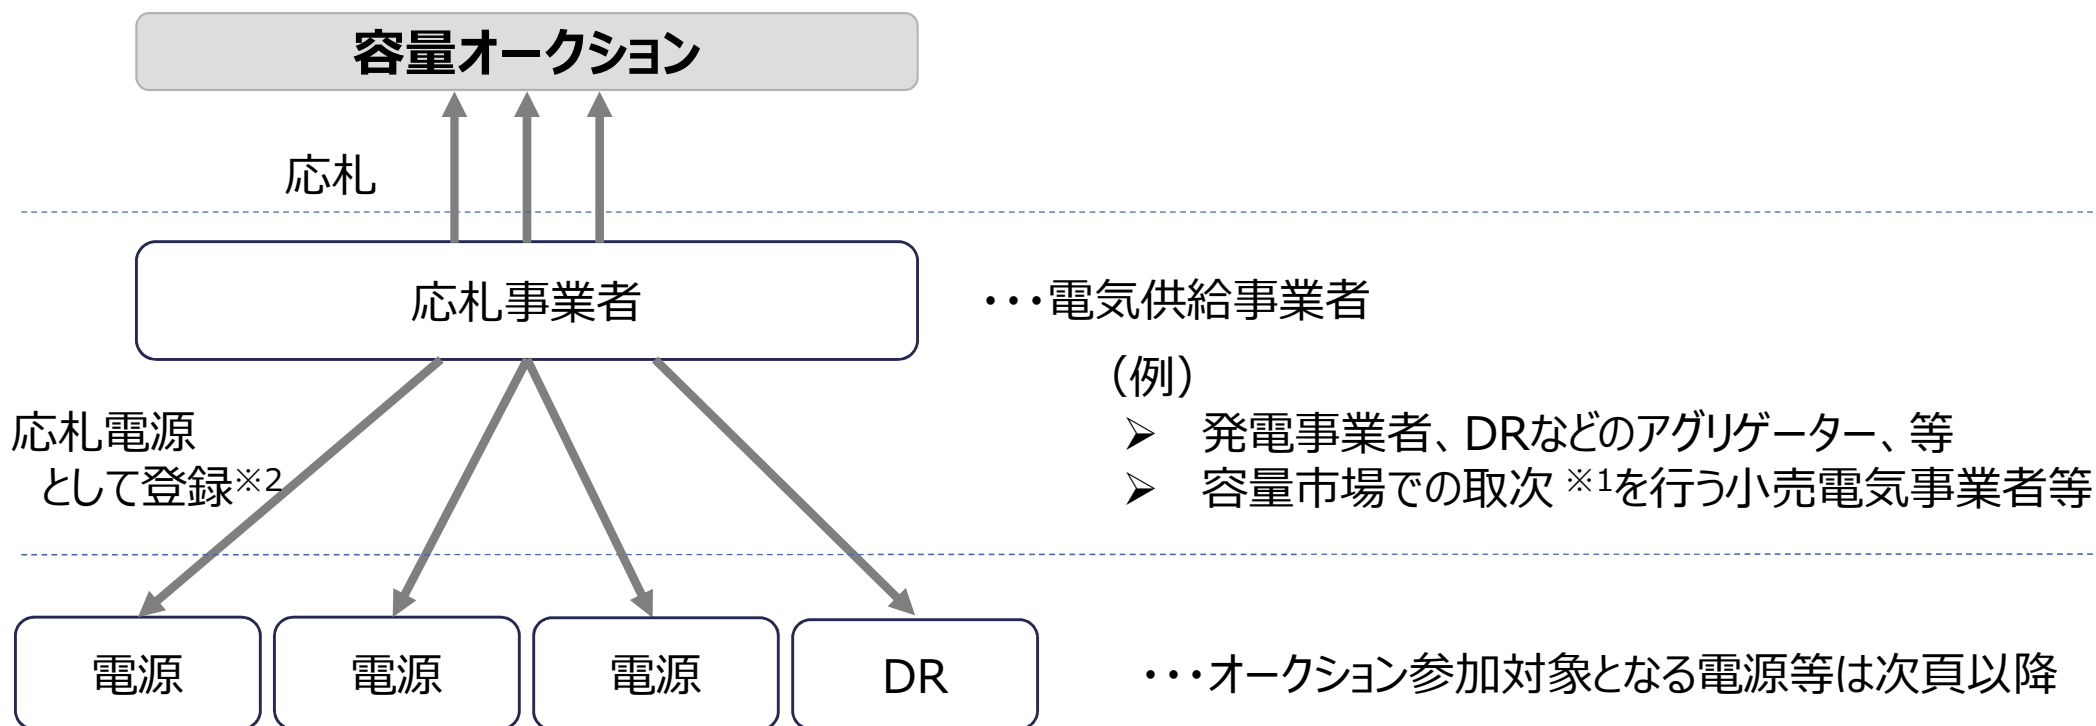 容量オークション
応札
応札事業者
・・・電気供給事業者
（例）
➢ 発電事業者、DRなどのアグリゲーター、等
➢ 容量市場での取次 ※1を行う小売電気事業者等
応札電源
として登録※2
電源
電源
電源
DR
・・・オークション参加対象となる電源等は次頁以降